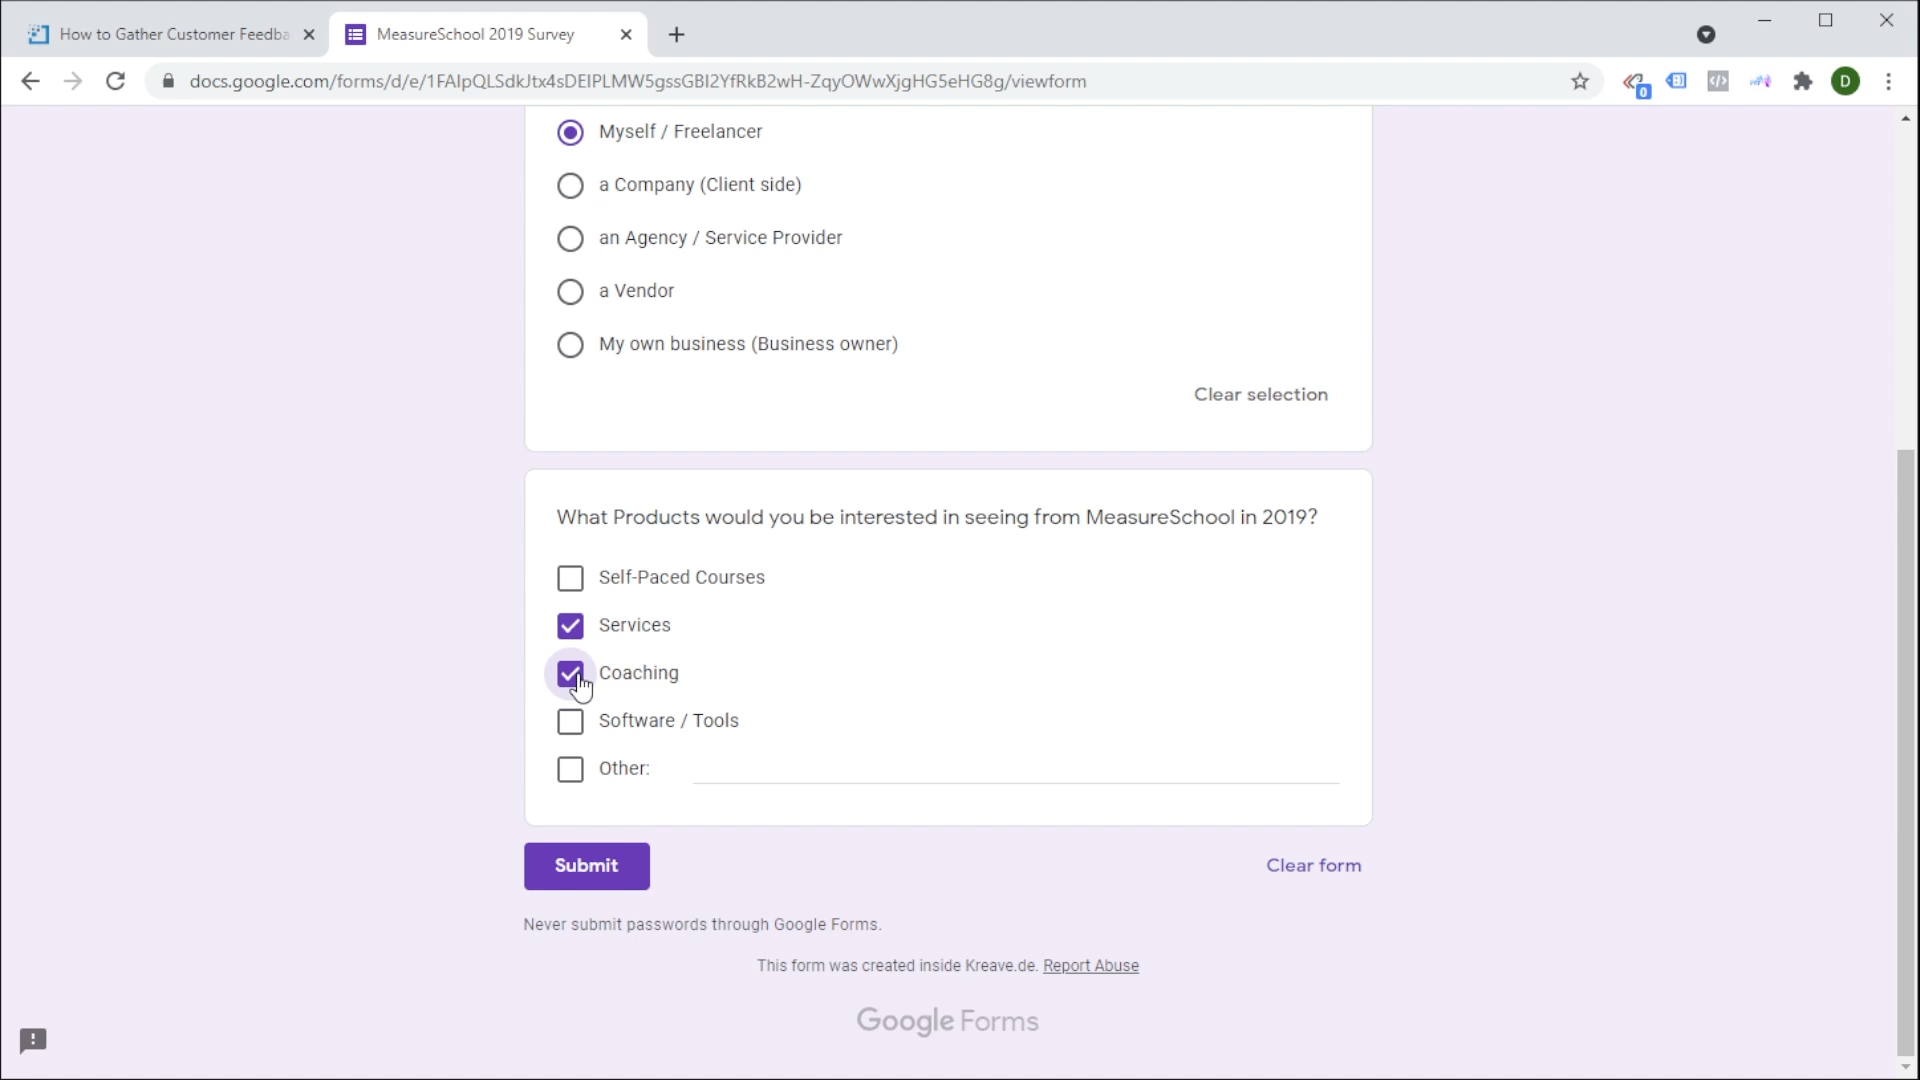 How to Gather Customer Feedba
MeasureSchool 2019 Survey
docs.google.com/forms/d/e/1FAIpQLSdkJtx4sDEIPLMW5gssGBI2YfRkB2wH-ZqyOWwXjgHG5eHG8g/viewform
0
D
Myself / Freelancer
a Company (Client side)
an Agency / Service Provider
a Vendor
My own business (Business owner)
Clear selection
What Products would you be interested in seeing from MeasureSchool in 2019?
Self-Paced Courses
Services
Coaching
Software / Tools
Other:
Submit
Clear form
Never submit passwords through Google Forms.
This form was created inside Kreave.de. Report Abuse
Google Forms